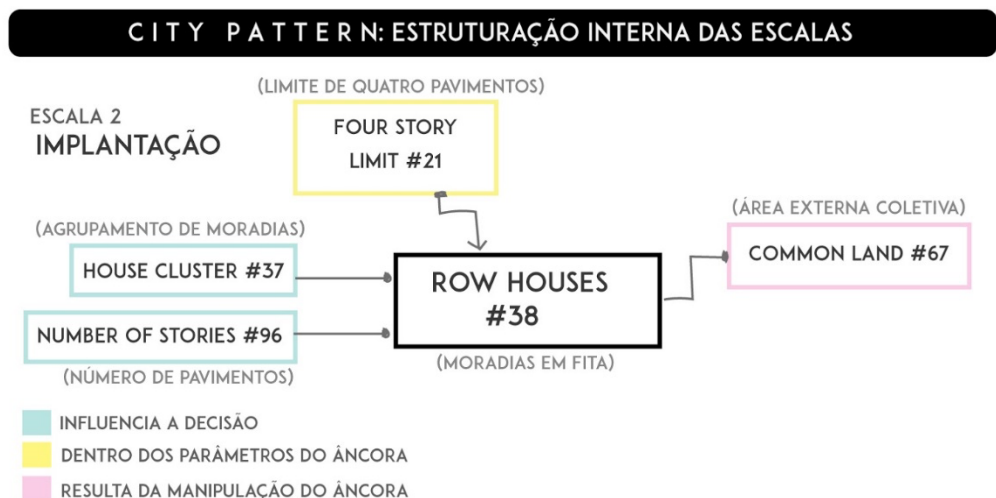 CITY PATTERN: ESTRUTURAÇÃO INTERNA DAS ESCALAS
ESCALA 2
IMPLANTAÇÃO
(LIMITE DE QUATRO PAVIMENTOS)
FOUR STORY
LIMIT #21
(AGRUPAMENTO DE MORADIAS)
HOUSE CLUSTER #37
NUMBER OF STORIES #96
(NÚMERO DE PAVIMENTOS)
ROW HOUSES
#38
(MORADIAS EM FITA)
(ÁREA EXTERNA COLETIVA)
COMMON LAND #67
INFLUENCIA A DECISÃO
DENTRO DOS PARÂMETROS DO ÂNCORA
RESULTA DA MANIPULAÇÃO DO ÂNCORA